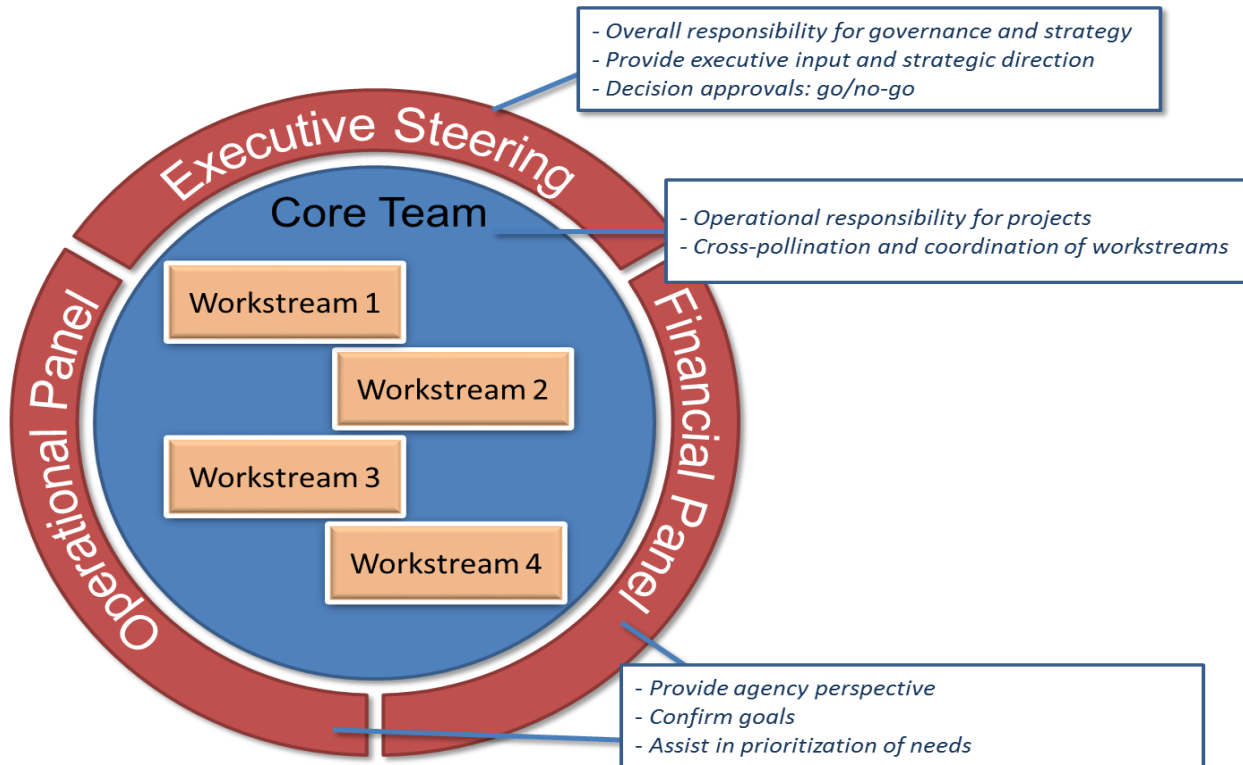 - Overall responsibility for governance and strategy
- Provide executive input and strategic direction
- Decision approvals: go/no-go
Executive Steering
Core Team
- Operational responsibility for projects
- Cross-pollination and coordination of workstreams
Workstream 1
Workstream 2
Workstream 3
Workstream 4
Operational Panel
Financial Panel
- Provide agency perspective
- Confirm goals
- Assist in prioritization of needs